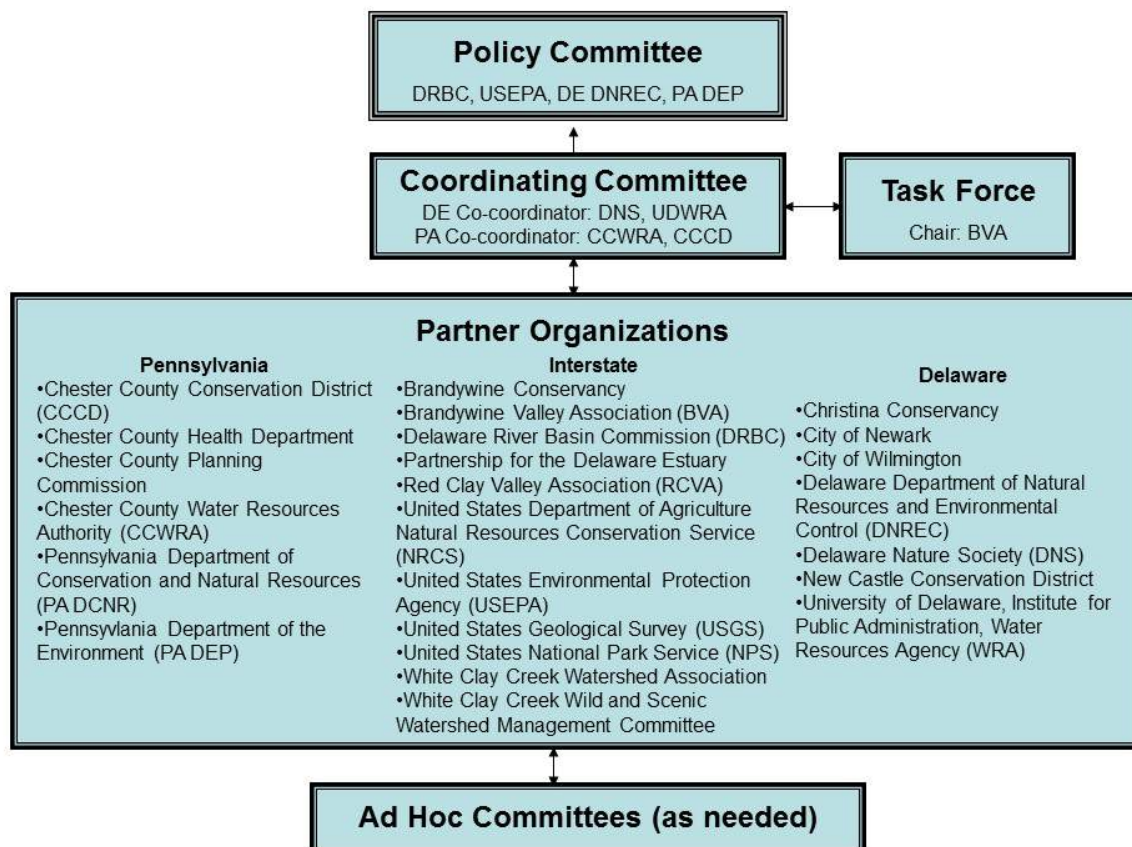 Policy Committee
DRBC, USEPA, DE DNREC, PA DEP
Coordinating Committee
DE Co-coordinator: DNS, UDWRA
PA Co-coordinator: CCWRA, CCCD
Task Force
Chair: BVA
Partner Organizations
Pennsylvania
•Chester County Conservation District
(CCCD)
•Chester County Health Department
•Chester County Planning
Commission
•Chester County Water Resources
Authority (CCWRA)
•Pennsylvania Department of
Conservation and Natural Resources
(PA DCNR)
•Pennsyvlania Department of the
Environment (PA DEP)
Interstate
•Brandywine Conservancy
•Brandywine Valley Association (BVA)
•Delaware River Basin Commission (DRBC)
•Partnership for the Delaware Estuary
•Red Clay Valley Association (RCVA)
•United States Department of Agriculture
Natural Resources Conservation Service
(NRCS)
•United States Environmental Protection
Agency (USEPA)
•United States Geological Survey (USGS)
•United States National Park Service (NPS)
•White Clay Creek Watershed Association
•White Clay Creek Wild and Scenic
Watershed Management Committee
Delaware
•Christina Conservancy
•City of Newark
•City of Wilmington
•Delaware Department of Natural
Resources and Environmental
Control (DNREC)
•Delaware Nature Society (DNS)
•New Castle Conservation District
•University of Delaware, Institute for
Public Administration, Water
Resources Agency (WRA)
Ad Hoc Committees (as needed)